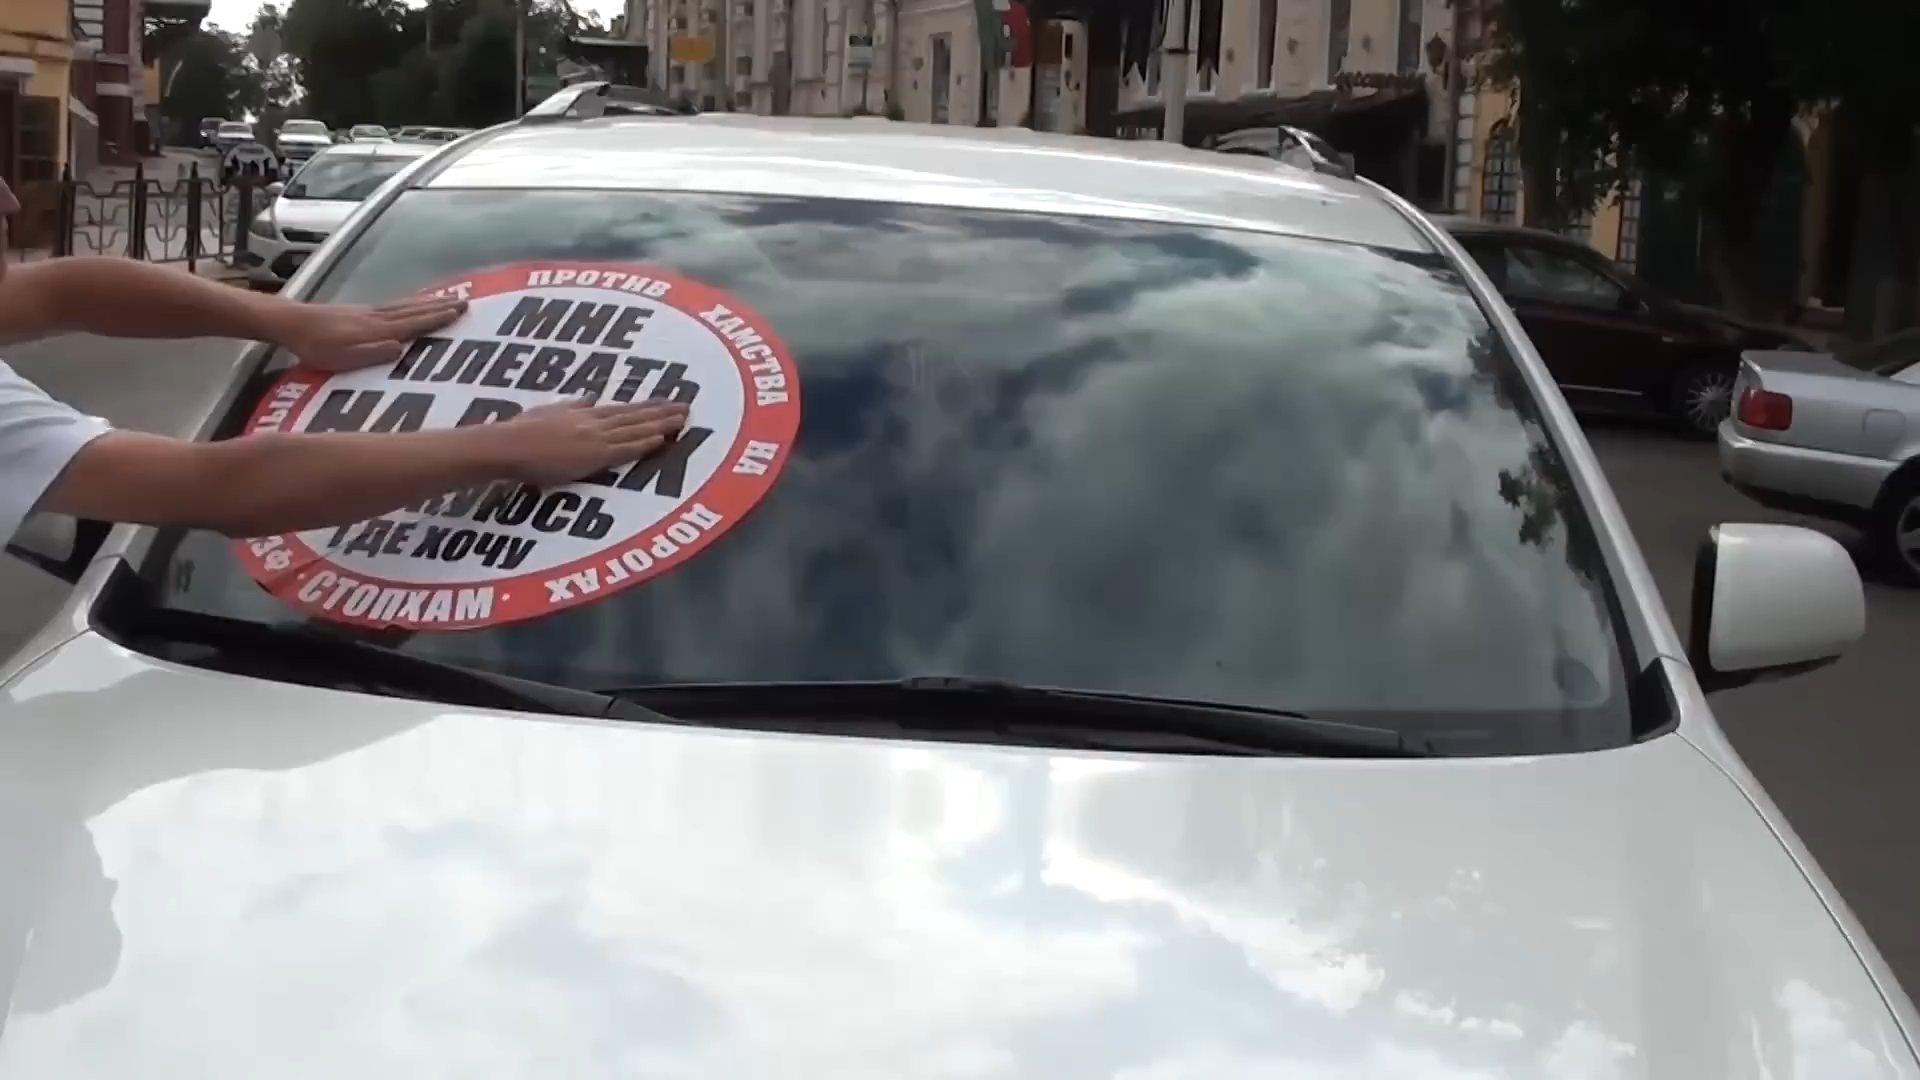 МНЕ
ПЛЕВАТЬ
НА
ГДЕ ХОЧУ
ПРОТИВ ХАМСТВА НА ДОРОГАХ
СТОПХАМ